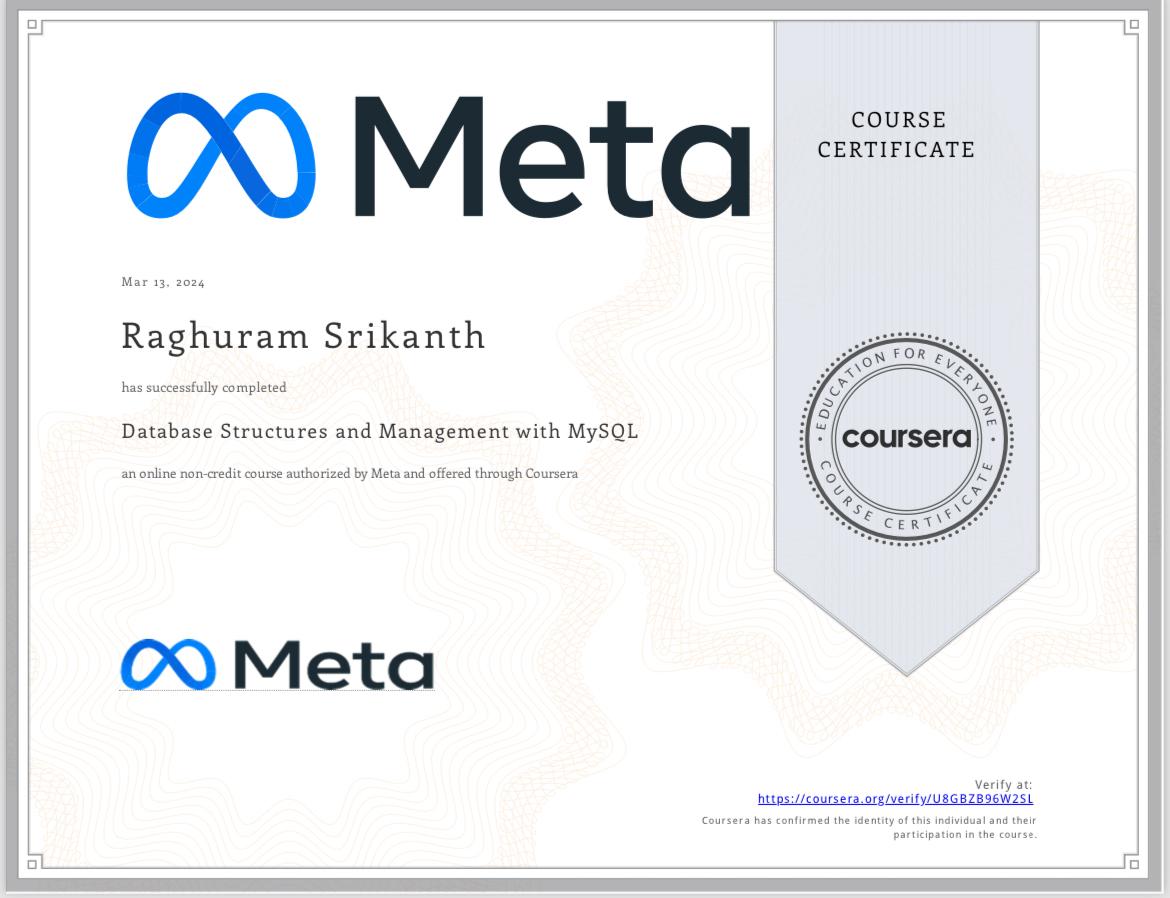 Meta
COURSE
CERTIFICATE
Mar 13, 2024
Raghuram Srikanth
has successfully completed
Database Structures and Management with MySQL
an online non-credit course authorized by Meta and offered through Coursera
EDUCATION FOR EVERYONE
coursera
COURSE CERTIFICATE
Meta
Verify at:
https://coursera.org/verify/U8GBZB96W2SL
Coursera has confirmed the identity of this individual and their
participation in the course.